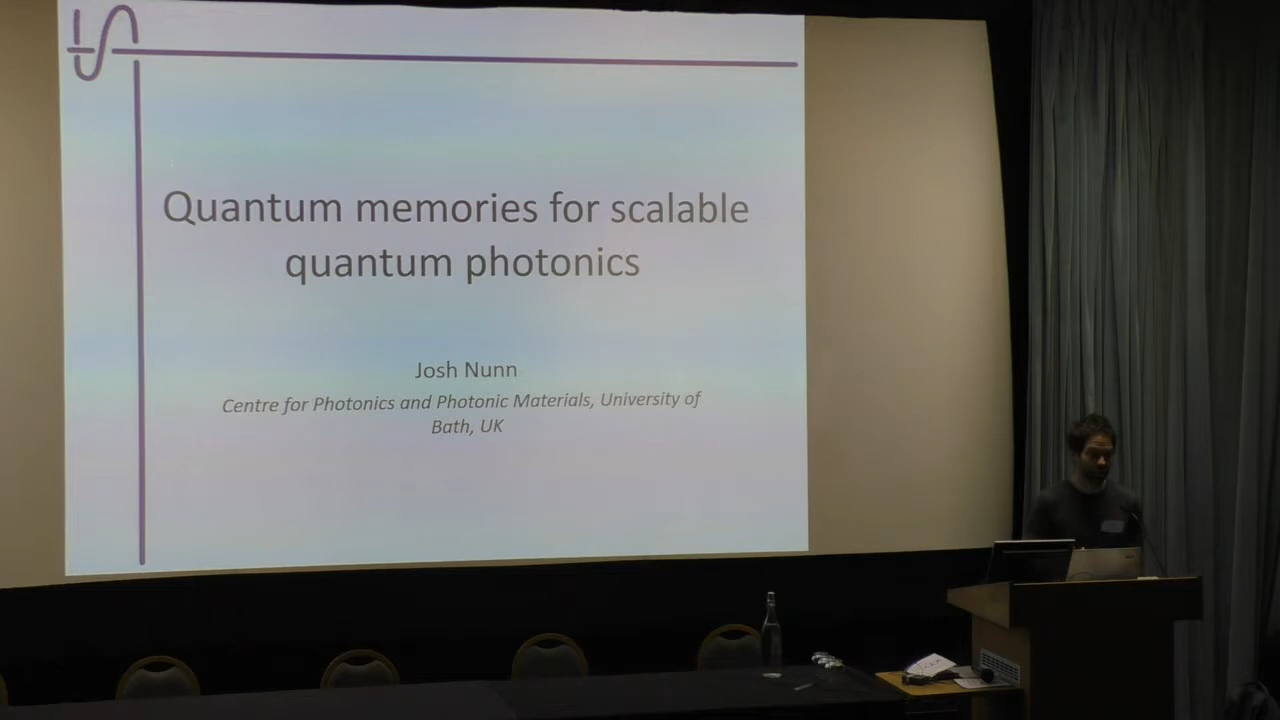 Quantum memories for scalable
quantum photonics
Josh Nunn
Centre for Photonics and Photonic Materials, University of
Bath, UK